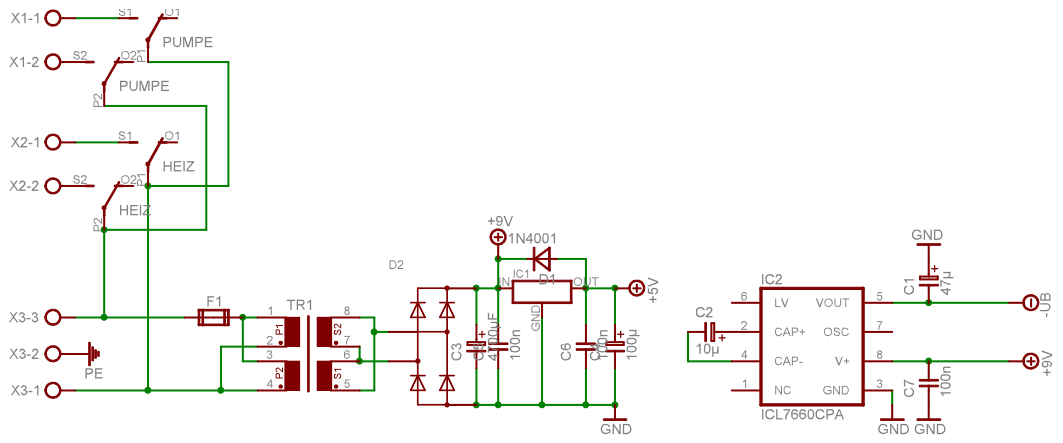 X1-1
S1
O1
P1
PUMPE
X1-2
S2
O2
P2
PUMPE
X2-1
S1
O1
P1
HEIZ
X2-2
S2
O2
P2
HEIZ
X3-3
F1
X3-2
PE
X3-1
TR1
1
P1
2
3
P2
4
8
S2
7
6
S1
5
D2
+9V
1N4001
D1
IN
IC1
OUT
GND
+5V
C3
4700µF
100n
C6
100n
100µ
GND
IC2
6
LV
VOUT
5
2
CAP+
OSC
7
4
CAP-
V+
8
1
NC
GND
3
ICL7660CPA
C2
+
10µ
GND
C1
+
47µ
-UB
+9V
C7
100n
GND
GND